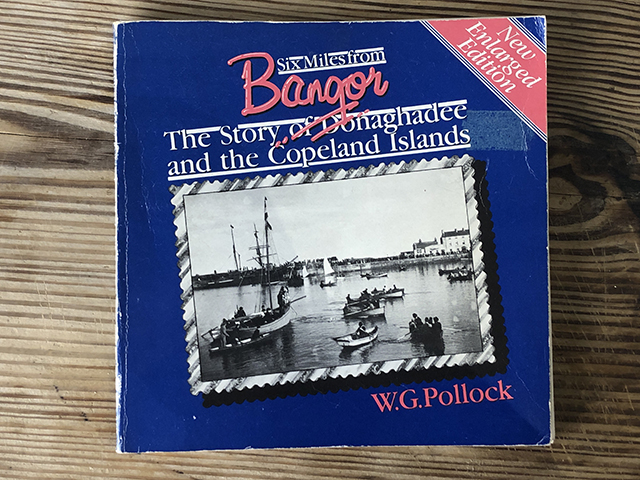 Six Miles from
Bangor
The Story of Donaghadee
and the Copeland Islands
New
Enlarged
Edition
W.G.Pollock